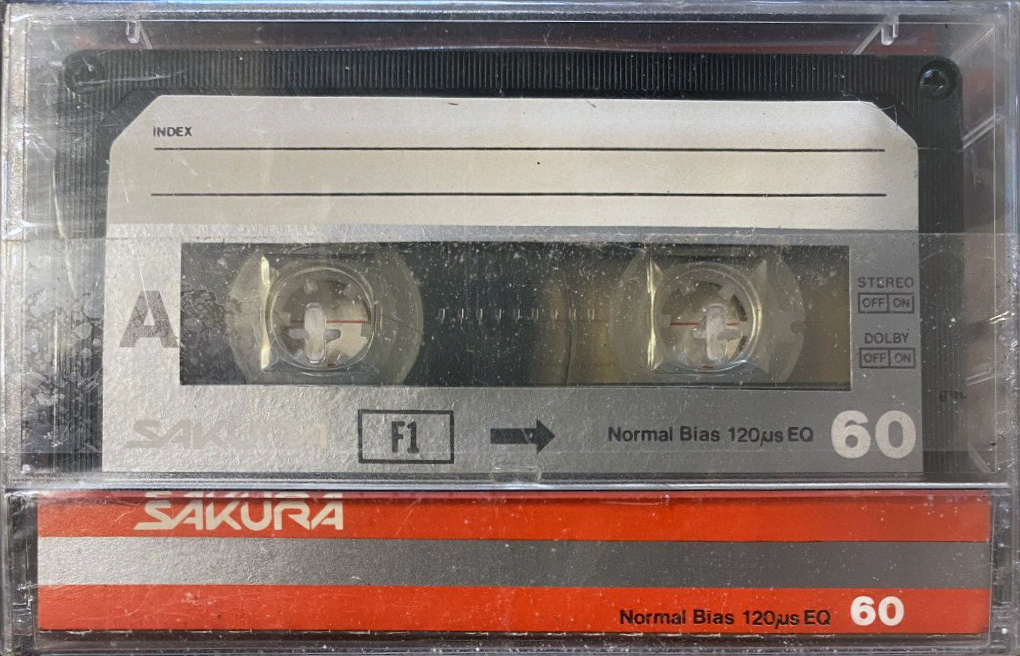 INDEX
A
STEREO
OFF ON
DOLBY
OFF ON
SAKURA
F1
Normal Bias 120µs EQ
60
SAKURA
Normal Bias 120µs EQ
60